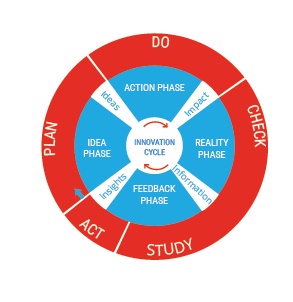 DO
PLAN
CHECK
ACT
STUDY
ACTION PHASE
Ideas
Impact
IDEA
PHASE
INNOVATION
CYCLE
REALITY
PHASE
Insights
Information
FEEDBACK
PHASE